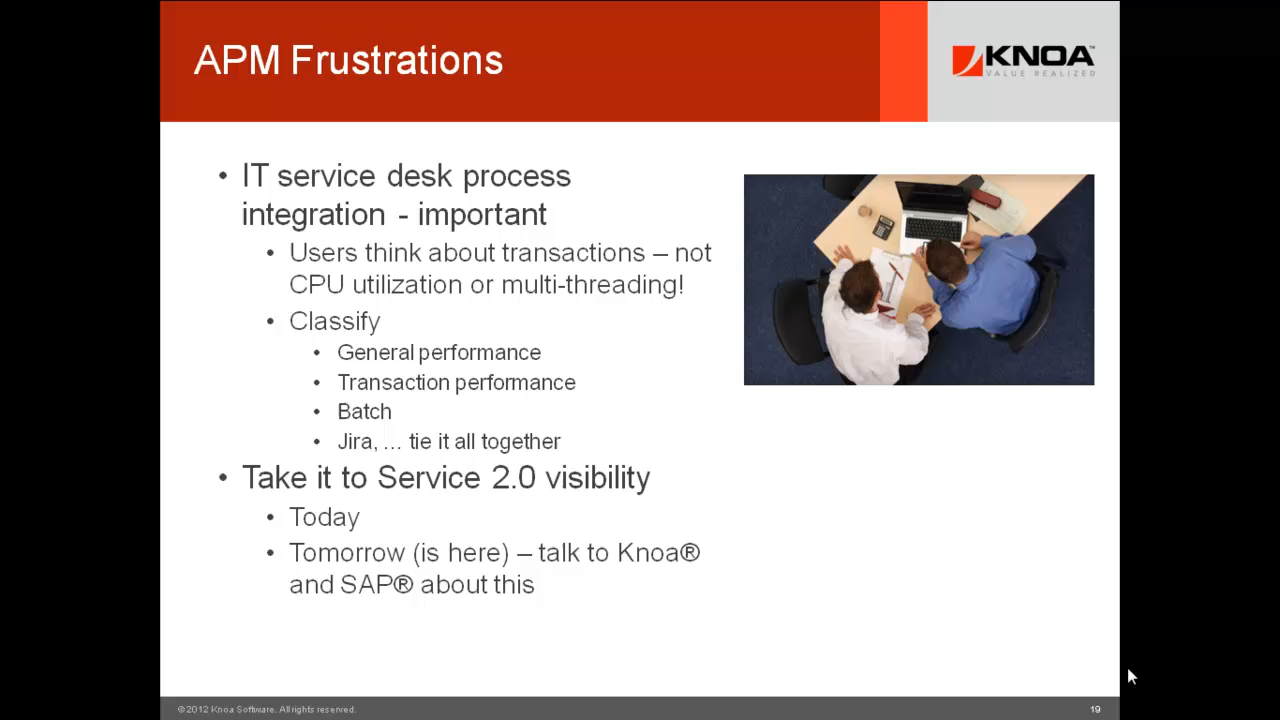 APM Frustrations
KNOA™
VALUE REALIZED
• IT service desk process
integration - important
• Users think about transactions – not
CPU utilization or multi-threading!
• Classify
• General performance
• Transaction performance
• Batch
• Jira, … tie it all together
• Take it to Service 2.0 visibility
• Today
• Tomorrow (is here) – talk to Knoa®
and SAP® about this
© 2012 Knoa Software. All rights reserved.
19